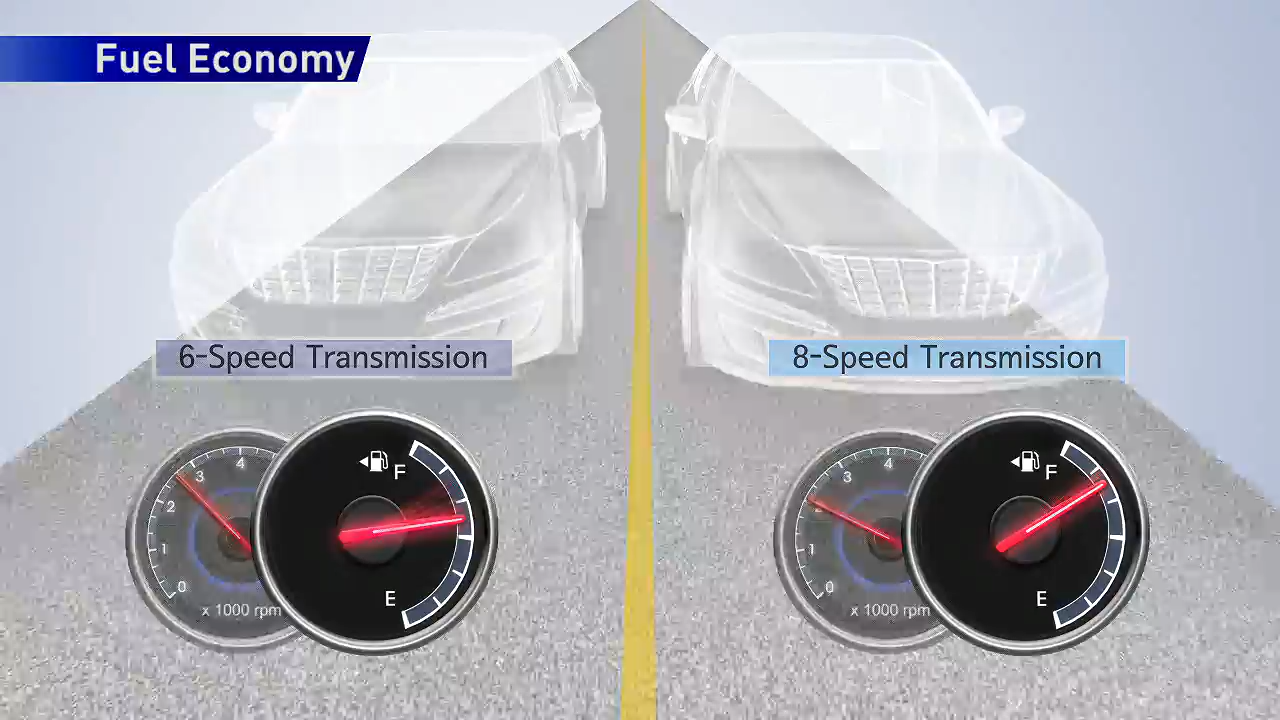 Fuel Economy
6-Speed Transmission
8-Speed Transmission
4
3
2
1
0
x 1000 rpm
F
E
4
3
2
1
0
x 1000 rpm
F
E